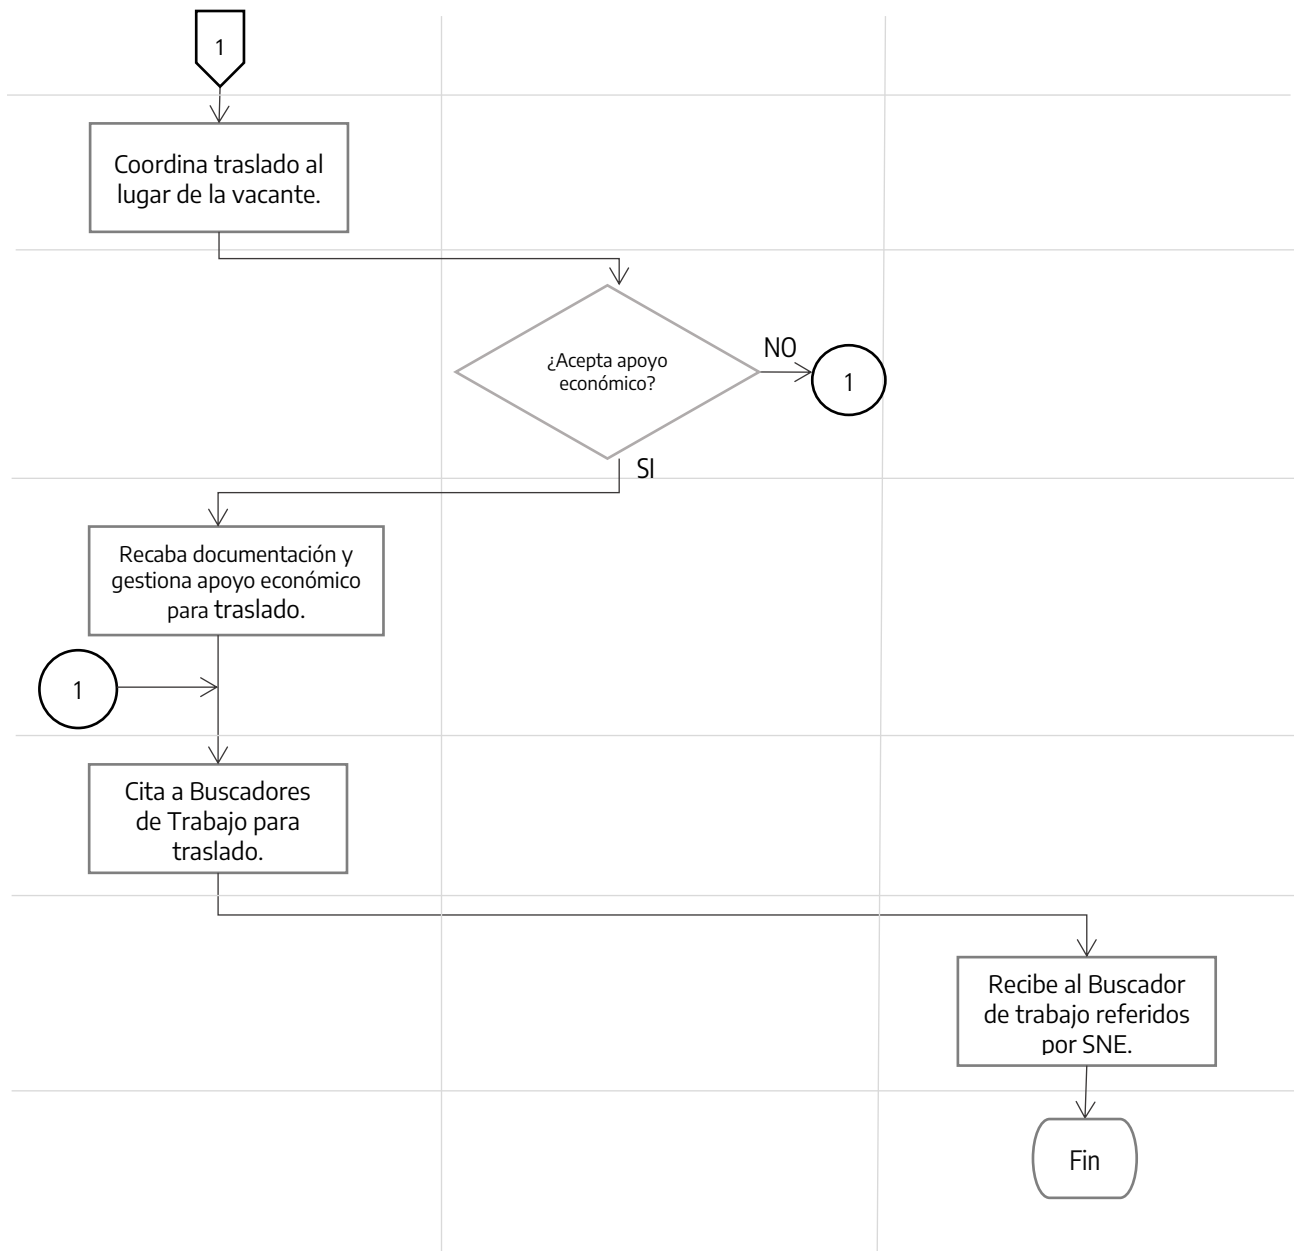 1
Coordina traslado al
lugar de la vacante.
¿Acepta apoyo
económico?
NO
1
SI
Recaba documentación y
gestiona apoyo económico
para traslado.
1
Cita a Buscadores
de Trabajo para
traslado.
Recibe al Buscador
de trabajo referidos
por SNE.
Fin